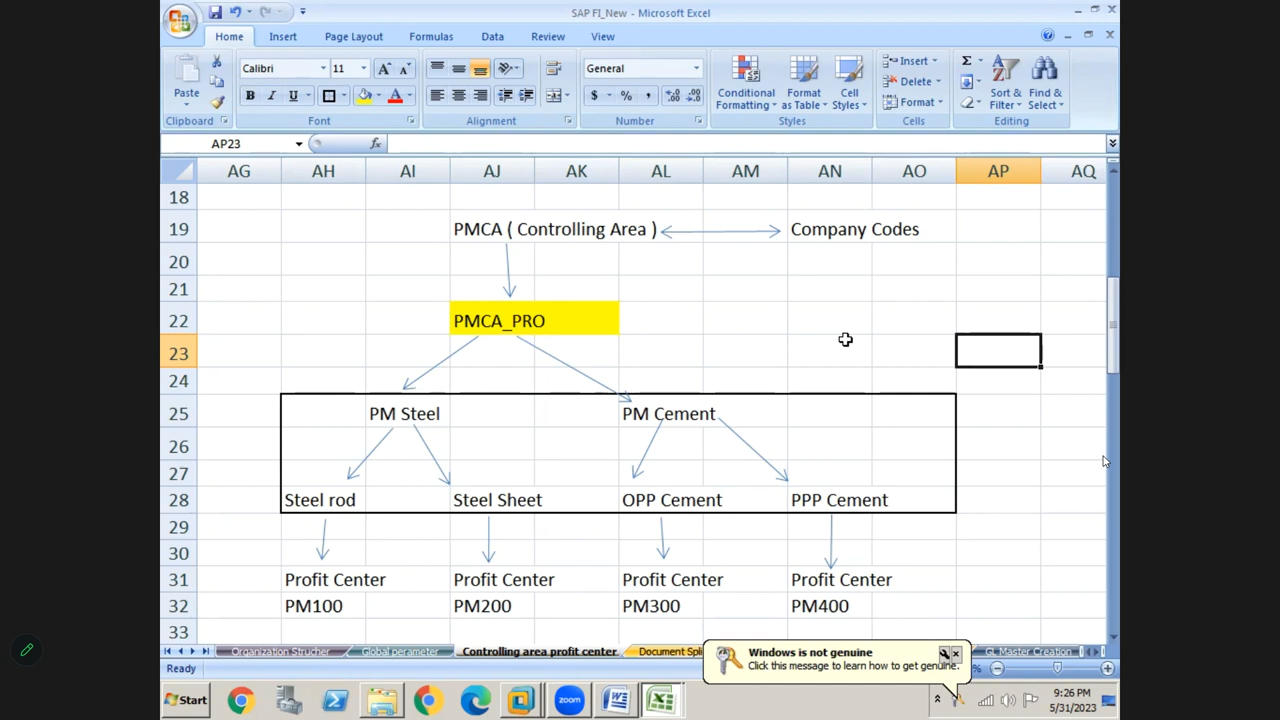 SAP FI_New - Microsoft Excel
Home Insert Page Layout Formulas Data Review View
Paste
Calibri 11 A A
B I U A
General
$ % ,
Conditional Formatting
Format as Table
Cell Styles
Insert
Delete
Format
Σ
Sort & Filter
Find & Select
Clipboard Font Alignment Number Styles Cells Editing
AP23 fx
AG AH AI AJ AK AL AM AN AO AP AQ
18
19 PMCA ( Controlling Area ) Company Codes
20
21
22 PMCA_PRO
23
24
25 PM Steel PM Cement
26
27
28 Steel rod Steel Sheet OPP Cement PPP Cement
29
30
31 Profit Center Profit Center Profit Center Profit Center
32 PM100 PM200 PM300 PM400
33
Organization Strucher Global perameter Controlling area profit center Document Spli GL Master Creation
Windows is not genuine
Click this message to learn how to get genuine.
Ready
Start zoom 9:26 PM
5/31/2023